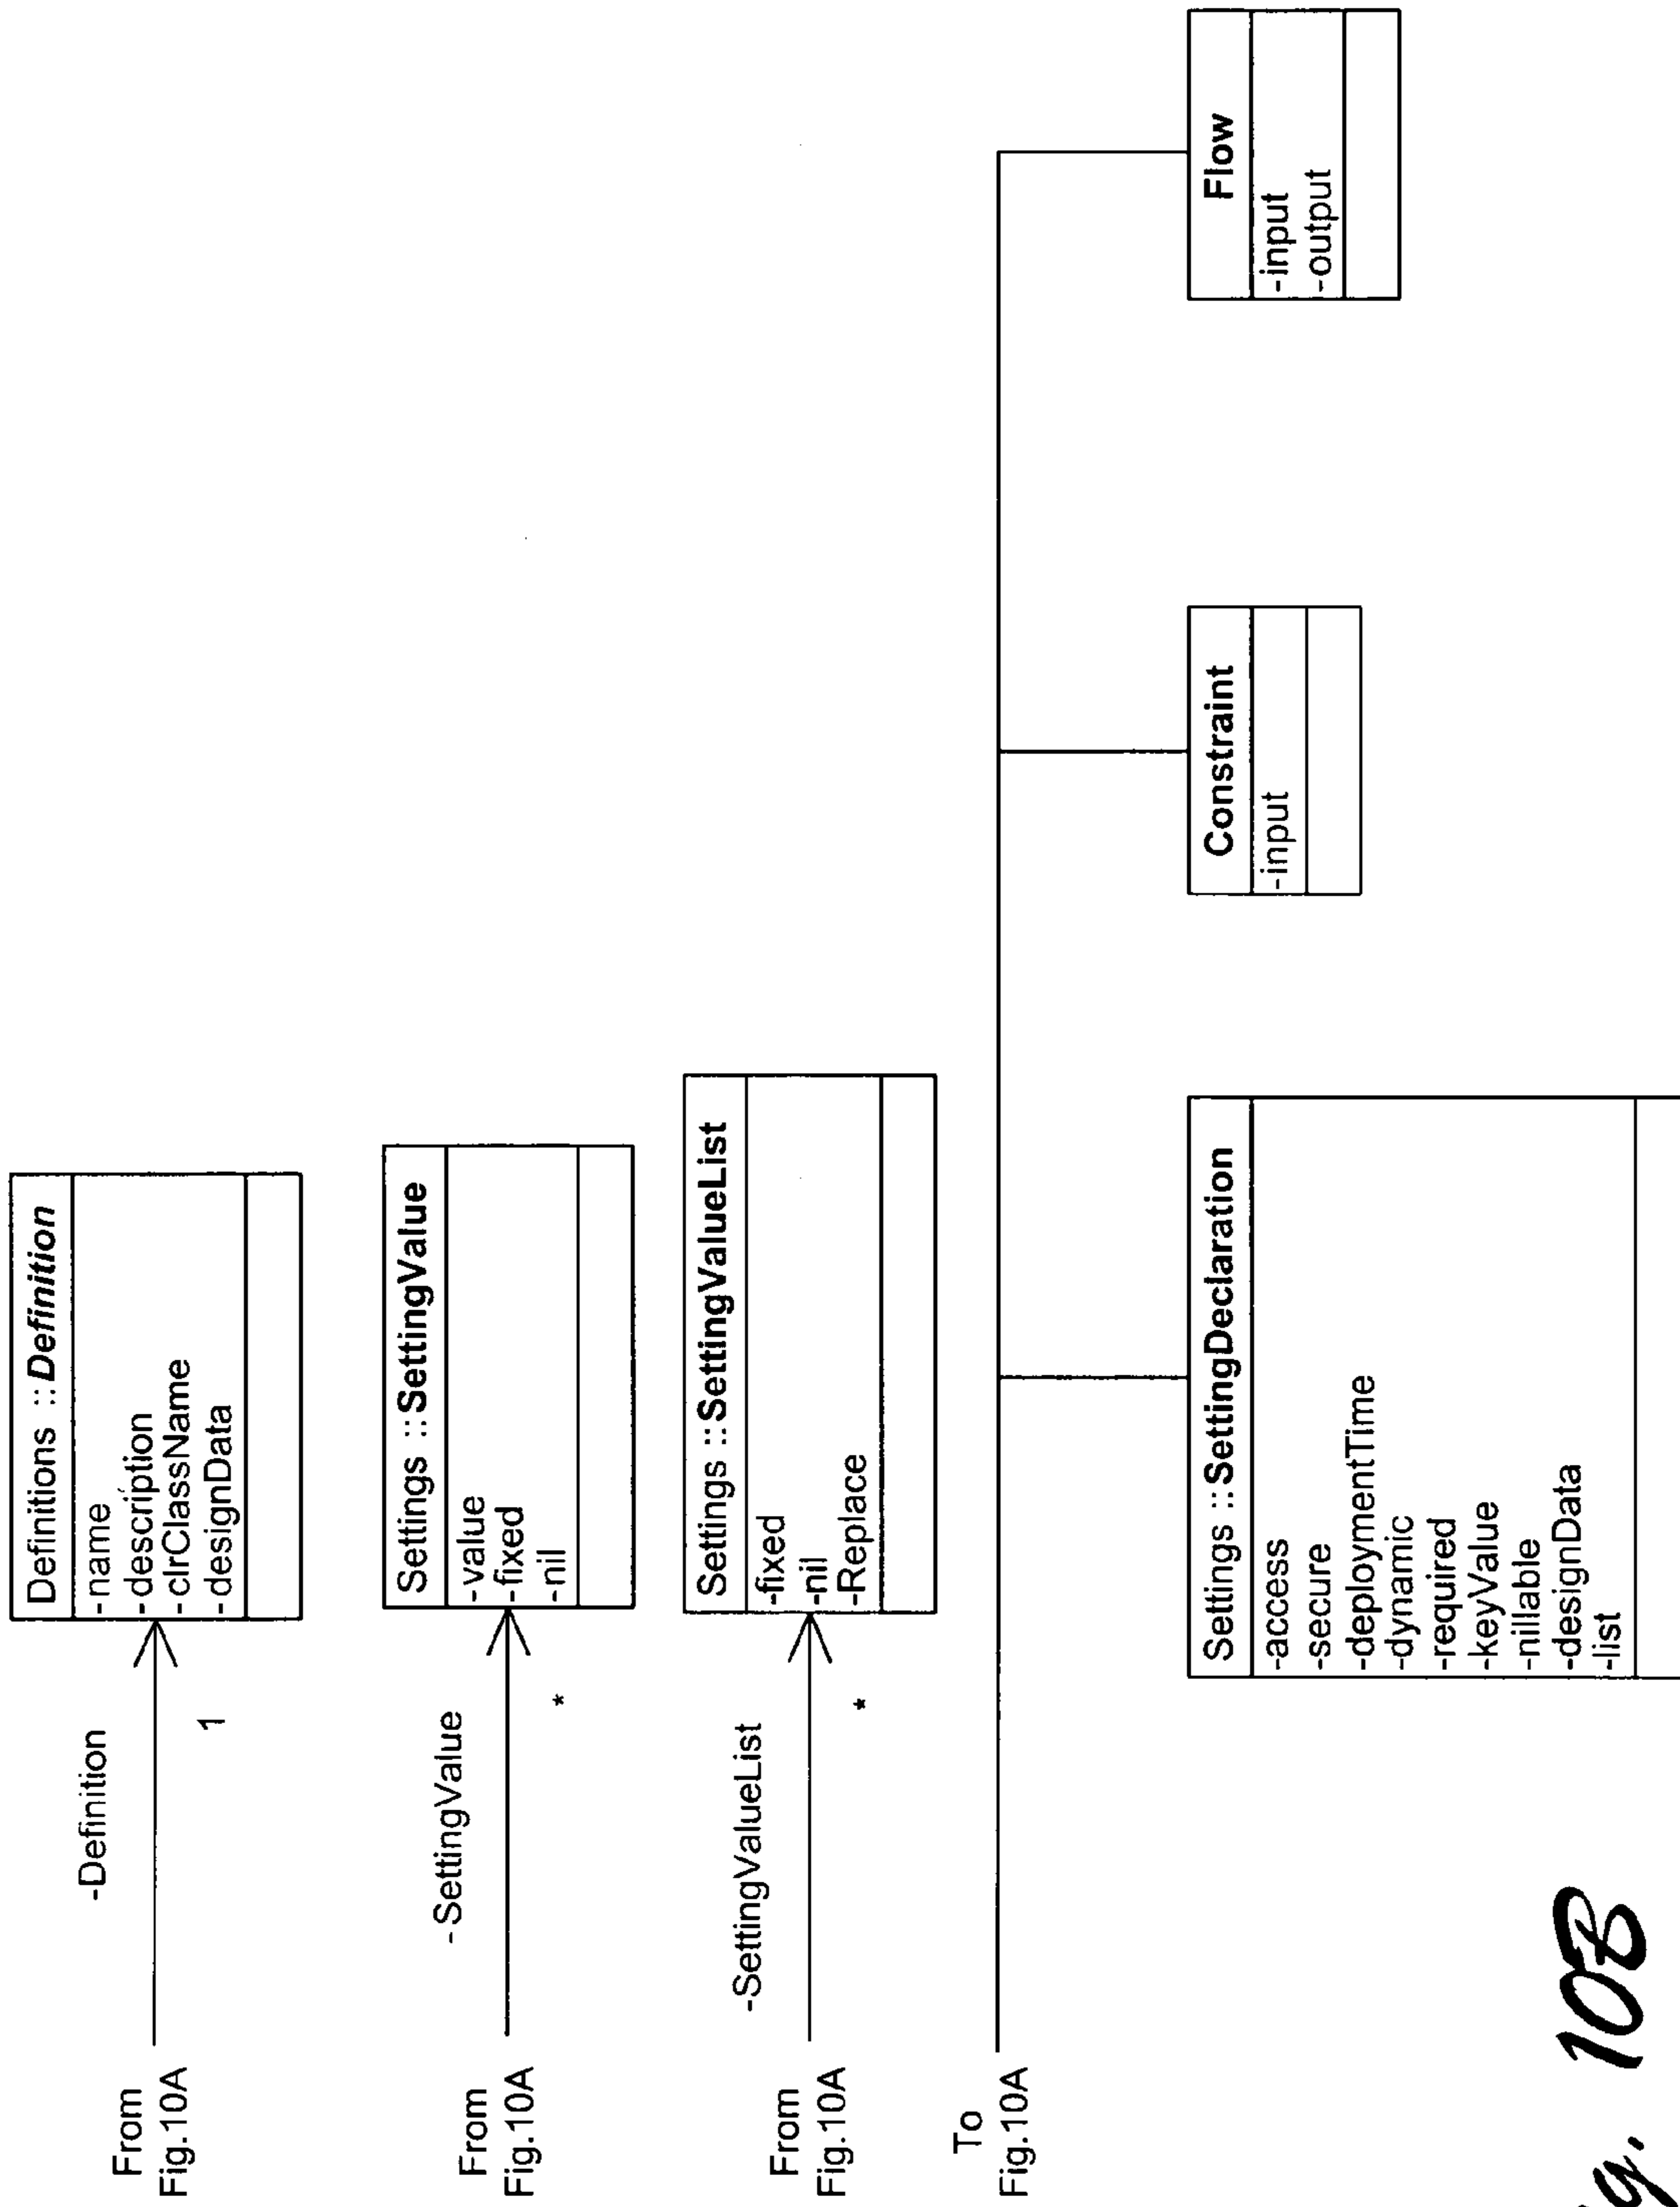 From
Fig.10A
-Definition
1
Definitions ::Definition
-name
-description
-clrClassName
-designData
From
Fig.10A
-SettingValue
*
Settings ::SettingValue
-value
-fixed
-nil
From
Fig.10A
-SettingValueList
*
Settings ::SettingValueList
-fixed
-nil
-Replace
To
Fig.10A
Settings ::SettingDeclaration
-access
-secure
-deploymentTime
-dynamic
-required
-keyValue
-nillable
-designData
-list
Constraint
-input
Flow
-input
-output
10B